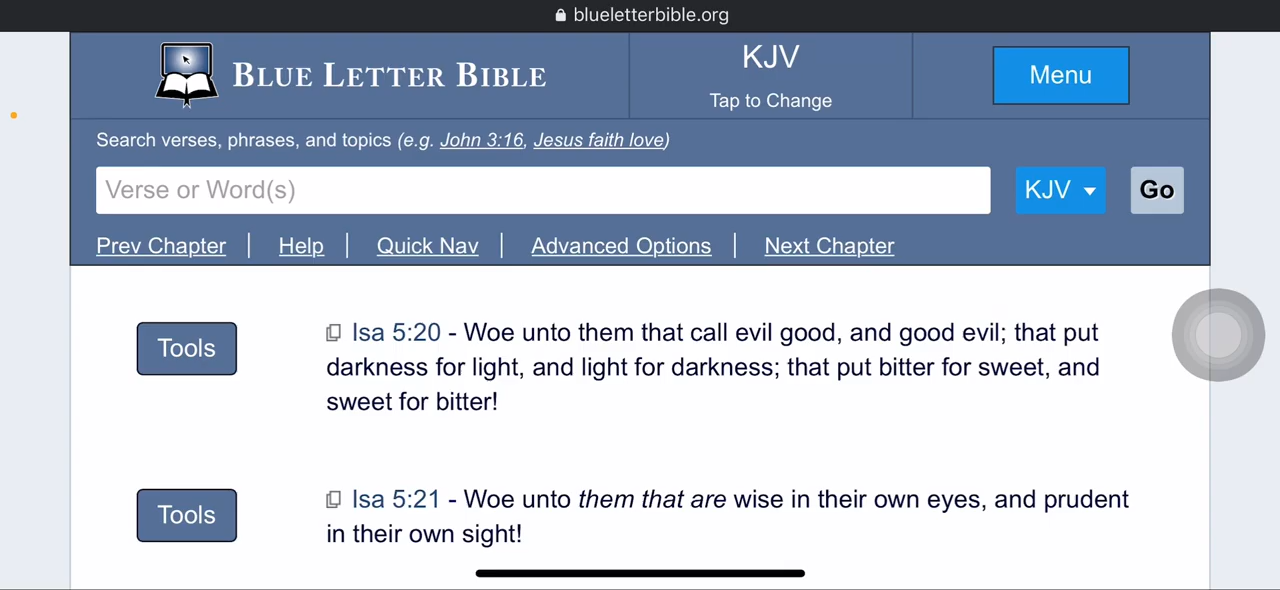 blueletterbible.org
BLUE LETTER BIBLE
KJV
Tap to Change
Menu
Search verses, phrases, and topics (e.g. John 3:16, Jesus faith love)
Verse or Word(s)
KJV
Go
Prev Chapter | Help | Quick Nav | Advanced Options | Next Chapter
Tools
Isa 5:20 - Woe unto them that call evil good, and good evil; that put
darkness for light, and light for darkness; that put bitter for sweet, and
sweet for bitter!
Tools
Isa 5:21 - Woe unto them that are wise in their own eyes, and prudent
in their own sight!